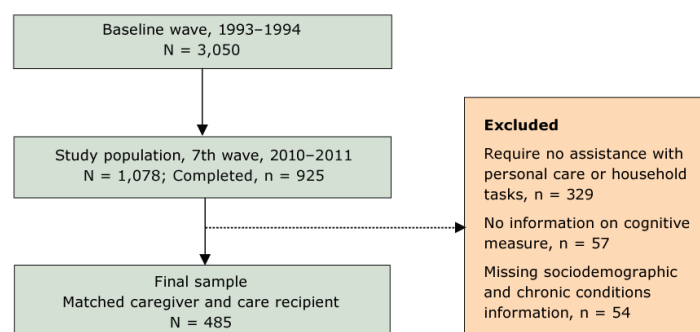 Baseline wave, 1993–1994
N = 3,050
Study population, 7th wave, 2010–2011
N = 1,078; Completed, n = 925
Excluded
Require no assistance with
personal care or household
tasks, n = 329
No information on cognitive
measure, n = 57
Missing sociodemographic
and chronic conditions
information, n = 54
Final sample
Matched caregiver and care recipient
N = 485